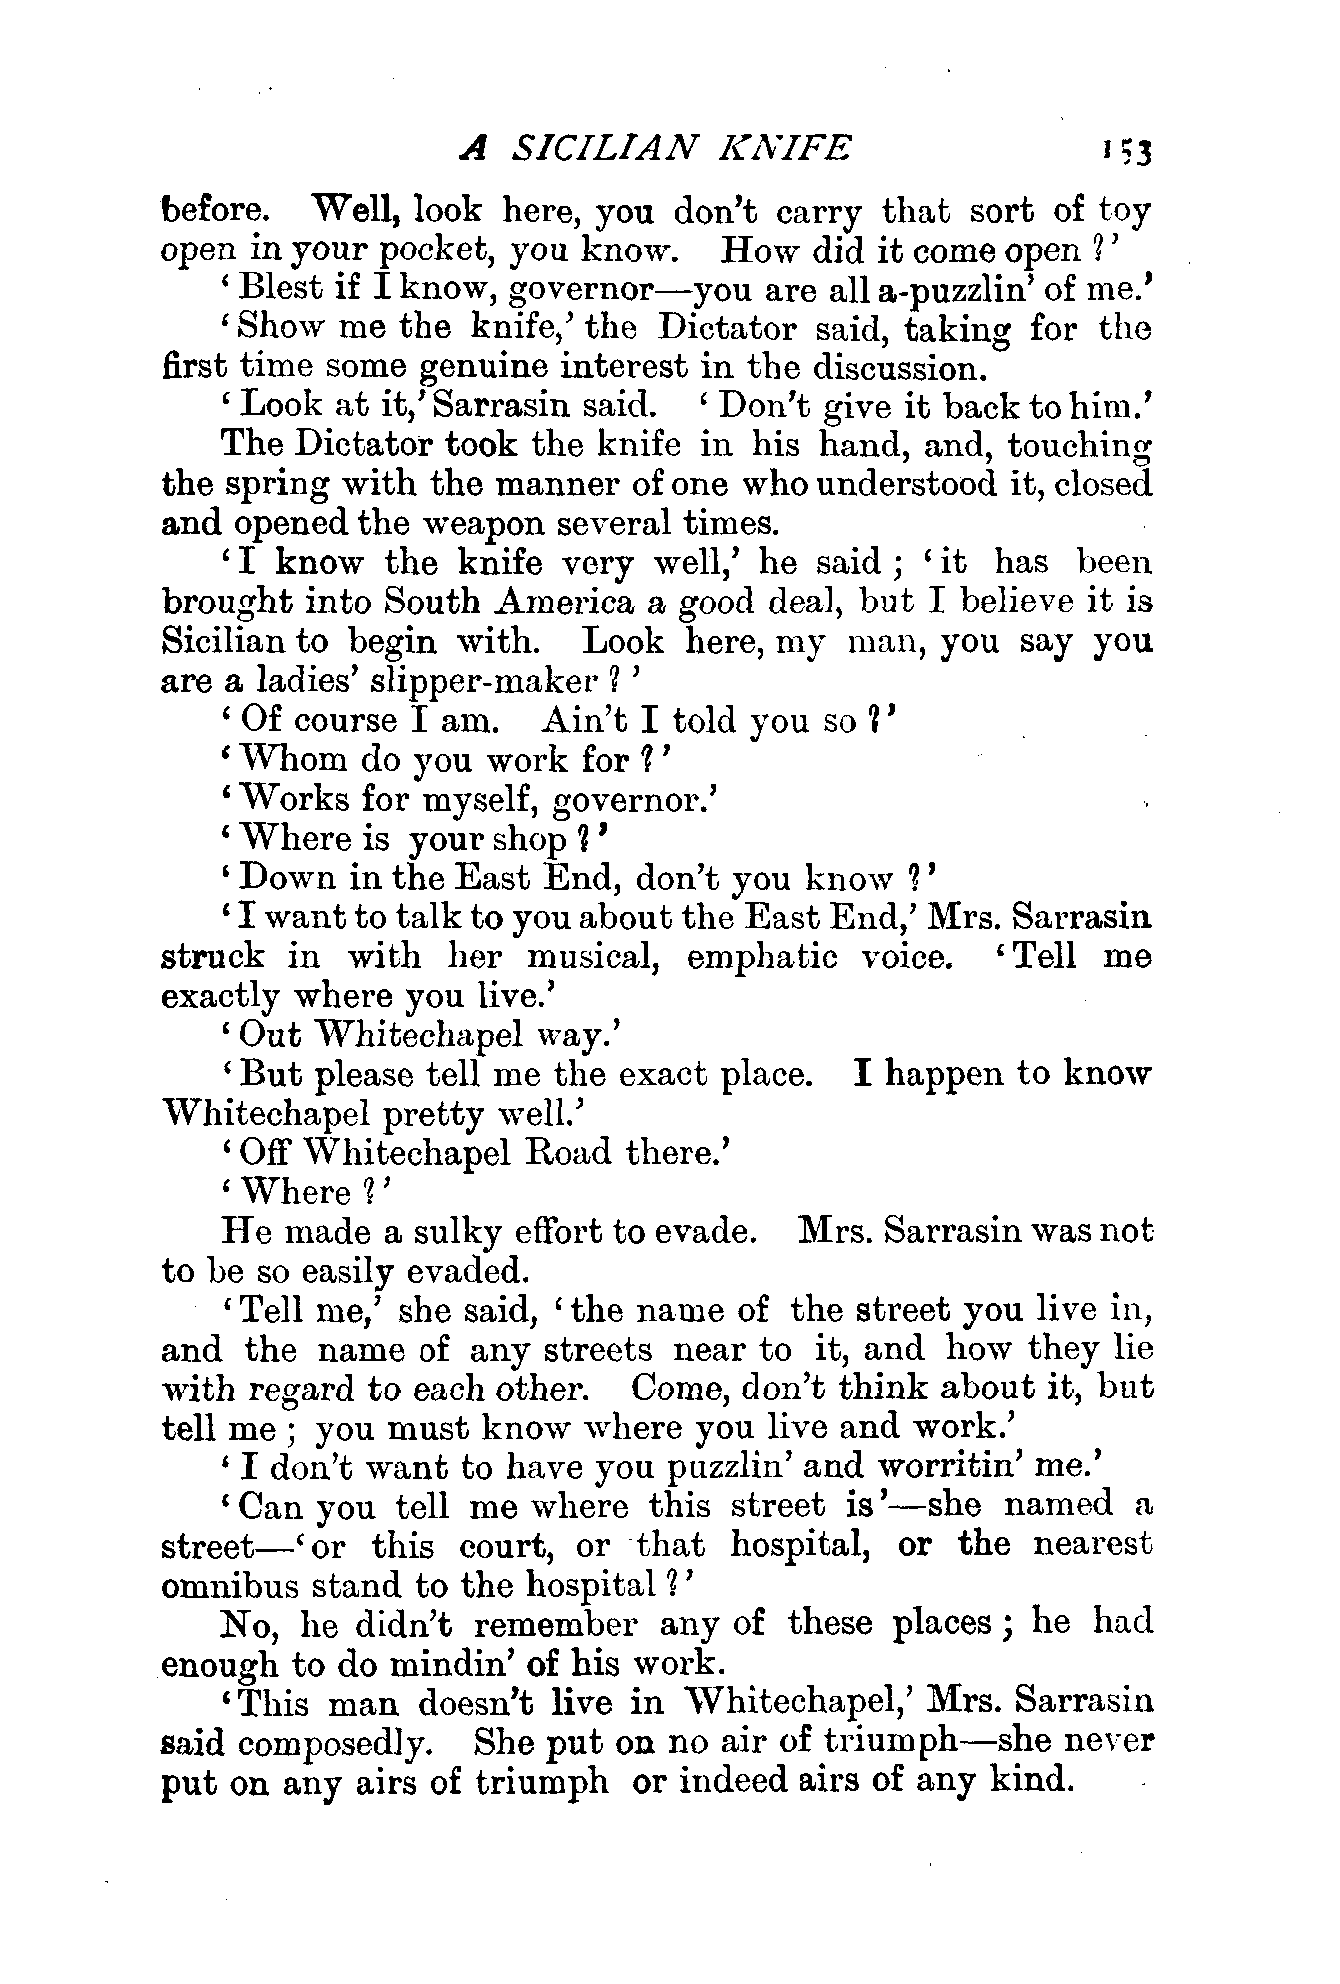 A SICILIAN KNIFE 153
before. Well, look here, you don't carry that sort of toy
open in your pocket, you know. How did it come open ?'
'Blest if I know, governor—you are all a-puzzlin' of me.'
'Show me the knife,' the Dictator said, taking for the
first time some genuine interest in the discussion.
'Look at it,' Sarrasin said. 'Don't give it back to him.'
The Dictator took the knife in his hand, and, touching
the spring with the manner of one who understood it, closed
and opened the weapon several times.
'I know the knife very well,' he said ; 'it has been
brought into South America a good deal, but I believe it is
Sicilian to begin with. Look here, my man, you say you
are a ladies' slipper-maker ?'
'Of course I am. Ain't I told you so ?'
'Whom do you work for ?'
'Works for myself, governor.'
'Where is your shop ?'
'Down in the East End, don't you know ?'
'I want to talk to you about the East End,' Mrs. Sarrasin
struck in with her musical, emphatic voice. 'Tell me
exactly where you live.'
'Out Whitechapel way.'
'But please tell me the exact place. I happen to know
Whitechapel pretty well.'
'Off Whitechapel Road there.'
'Where ?'
He made a sulky effort to evade. Mrs. Sarrasin was not
to be so easily evaded.
'Tell me,' she said, 'the name of the street you live in,
and the name of any streets near to it, and how they lie
with regard to each other. Come, don't think about it, but
tell me ; you must know where you live and work.'
'I don't want to have you puzzlin' and worritin' me.'
'Can you tell me where this street is'—she named a
street—'or this court, or that hospital, or the nearest
omnibus stand to the hospital ?'
No, he didn't remember any of these places ; he had
enough to do mindin' of his work.
'This man doesn't live in Whitechapel,' Mrs. Sarrasin
said composedly. She put on no air of triumph—she never
put on any airs of triumph or indeed airs of any kind.